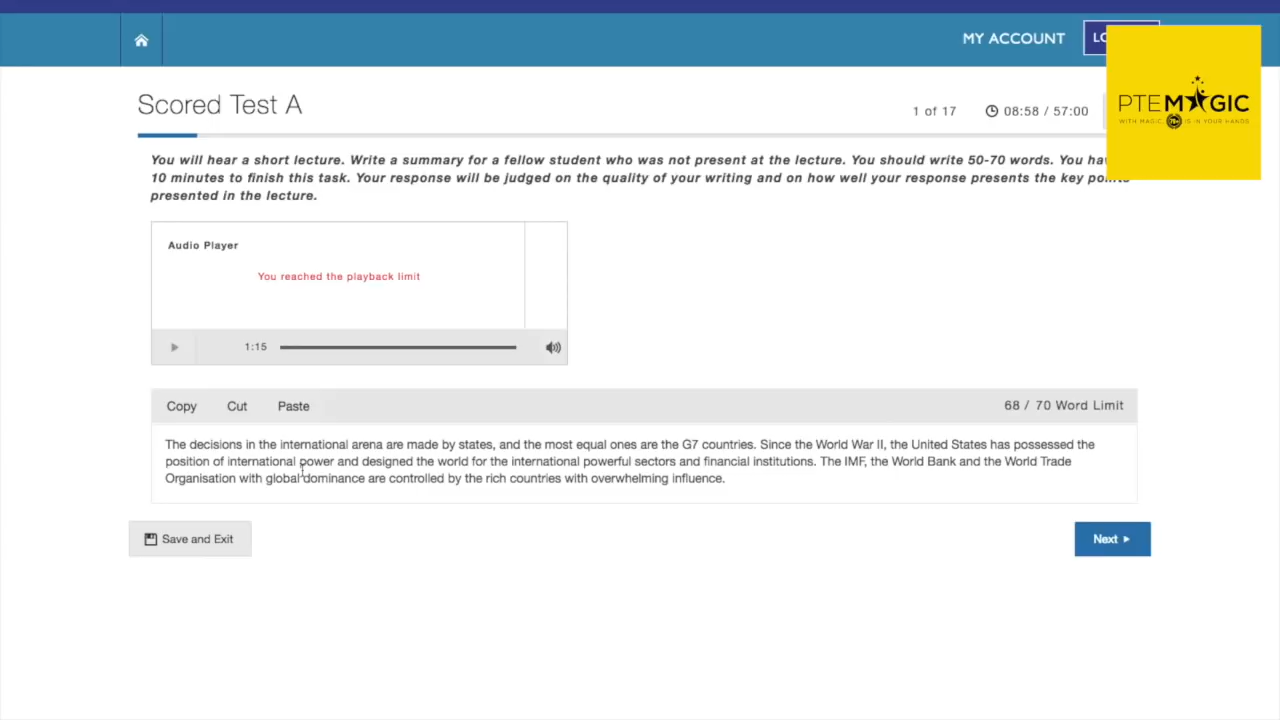 MY ACCOUNT
PTEMAGIC
WITH MAGIC 79+ IS IN YOUR HANDS
Scored Test A
1 of 17
08:58 / 57:00
You will hear a short lecture. Write a summary for a fellow student who was not present at the lecture. You should write 50-70 words. You
10 minutes to finish this task. Your response will be judged on the quality of your writing and on how well your response presents the key points
presented in the lecture.
Audio Player
You reached the playback limit
1:15
Copy Cut Paste
68 / 70 Word Limit
The decisions in the international arena are made by states, and the most equal ones are the G7 countries. Since the World War II, the United States has possessed the
position of international power and designed the world for the international powerful sectors and financial institutions. The IMF, the World Bank and the World Trade
Organisation with global dominance are controlled by the rich countries with overwhelming influence.
Save and Exit
Next